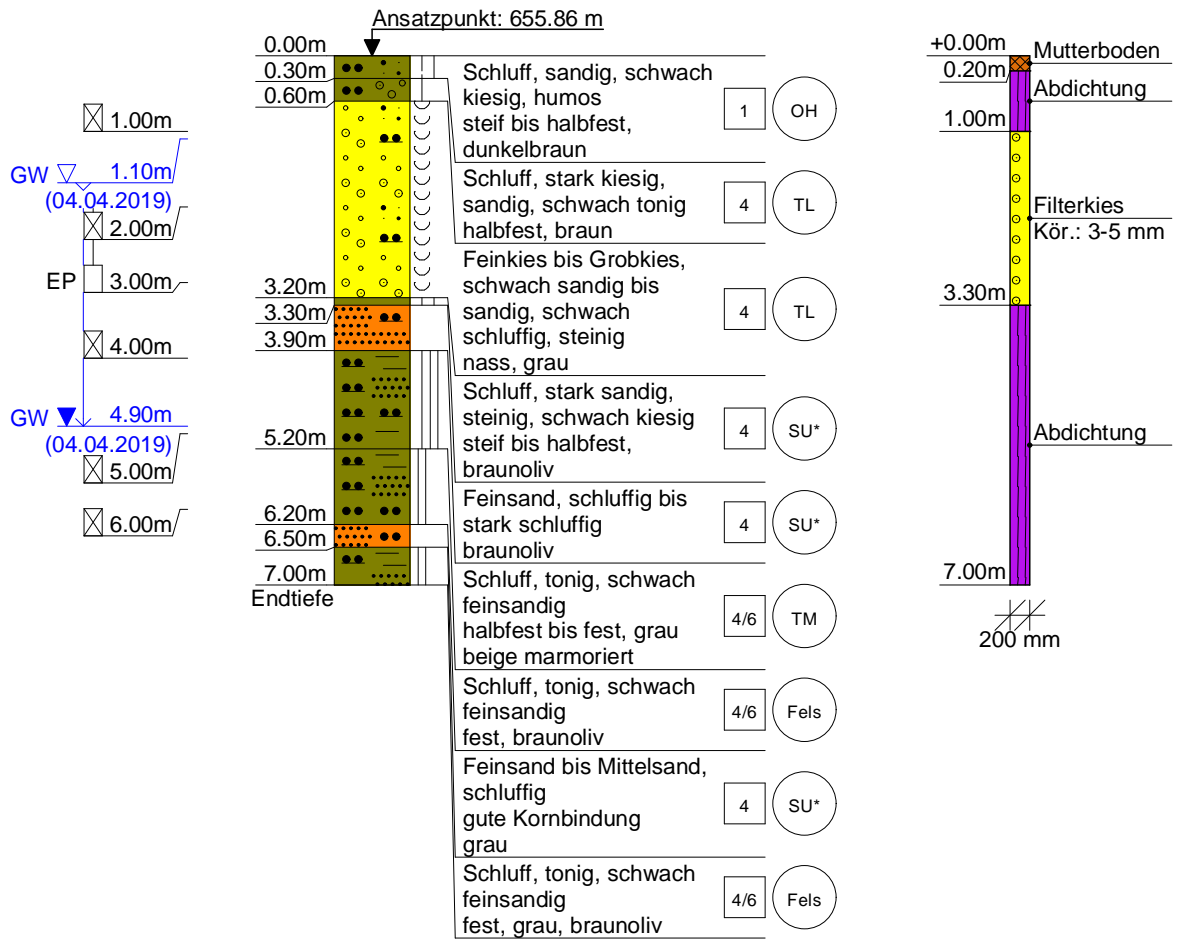 Ansatzpunkt: 655.86 m
1.00m
GW 1.10m
(04.04.2019)
2.00m
EP 3.00m
4.00m
GW 4.90m
(04.04.2019)
5.00m
6.00m
0.00m
0.30m
0.60m
3.20m
3.30m
3.90m
5.20m
6.20m
6.50m
7.00m
Endtiefe
Schluff, sandig, schwach
kiesig, humos
steif bis halbfest,
dunkelbraun
1 OH
Schluff, stark kiesig,
sandig, schwach tonig
halbfest, braun
4 TL
Feinkies bis Grobkies,
schwach sandig bis
sandig, schwach
schluffig, steinig
nass, grau
4 TL
Schluff, stark sandig,
steinig, schwach kiesig
steif bis halbfest,
braunoliv
4 SU*
Feinsand, schluffig bis
stark schluffig
braunoliv
4 SU*
Schluff, tonig, schwach
feinsandig
halbfest bis fest, grau
beige marmoriert
4/6 TM
Schluff, tonig, schwach
feinsandig
fest, braunoliv
4/6 Fels
Feinsand bis Mittelsand,
schluffig
gute Kornbindung
grau
4 SU*
Schluff, tonig, schwach
feinsandig
fest, grau, braunoliv
4/6 Fels
+0.00m
0.20m
1.00m
3.30m
7.00m
Mutterboden
Abdichtung
Filterkies
Kör.: 3-5 mm
Abdichtung
200 mm